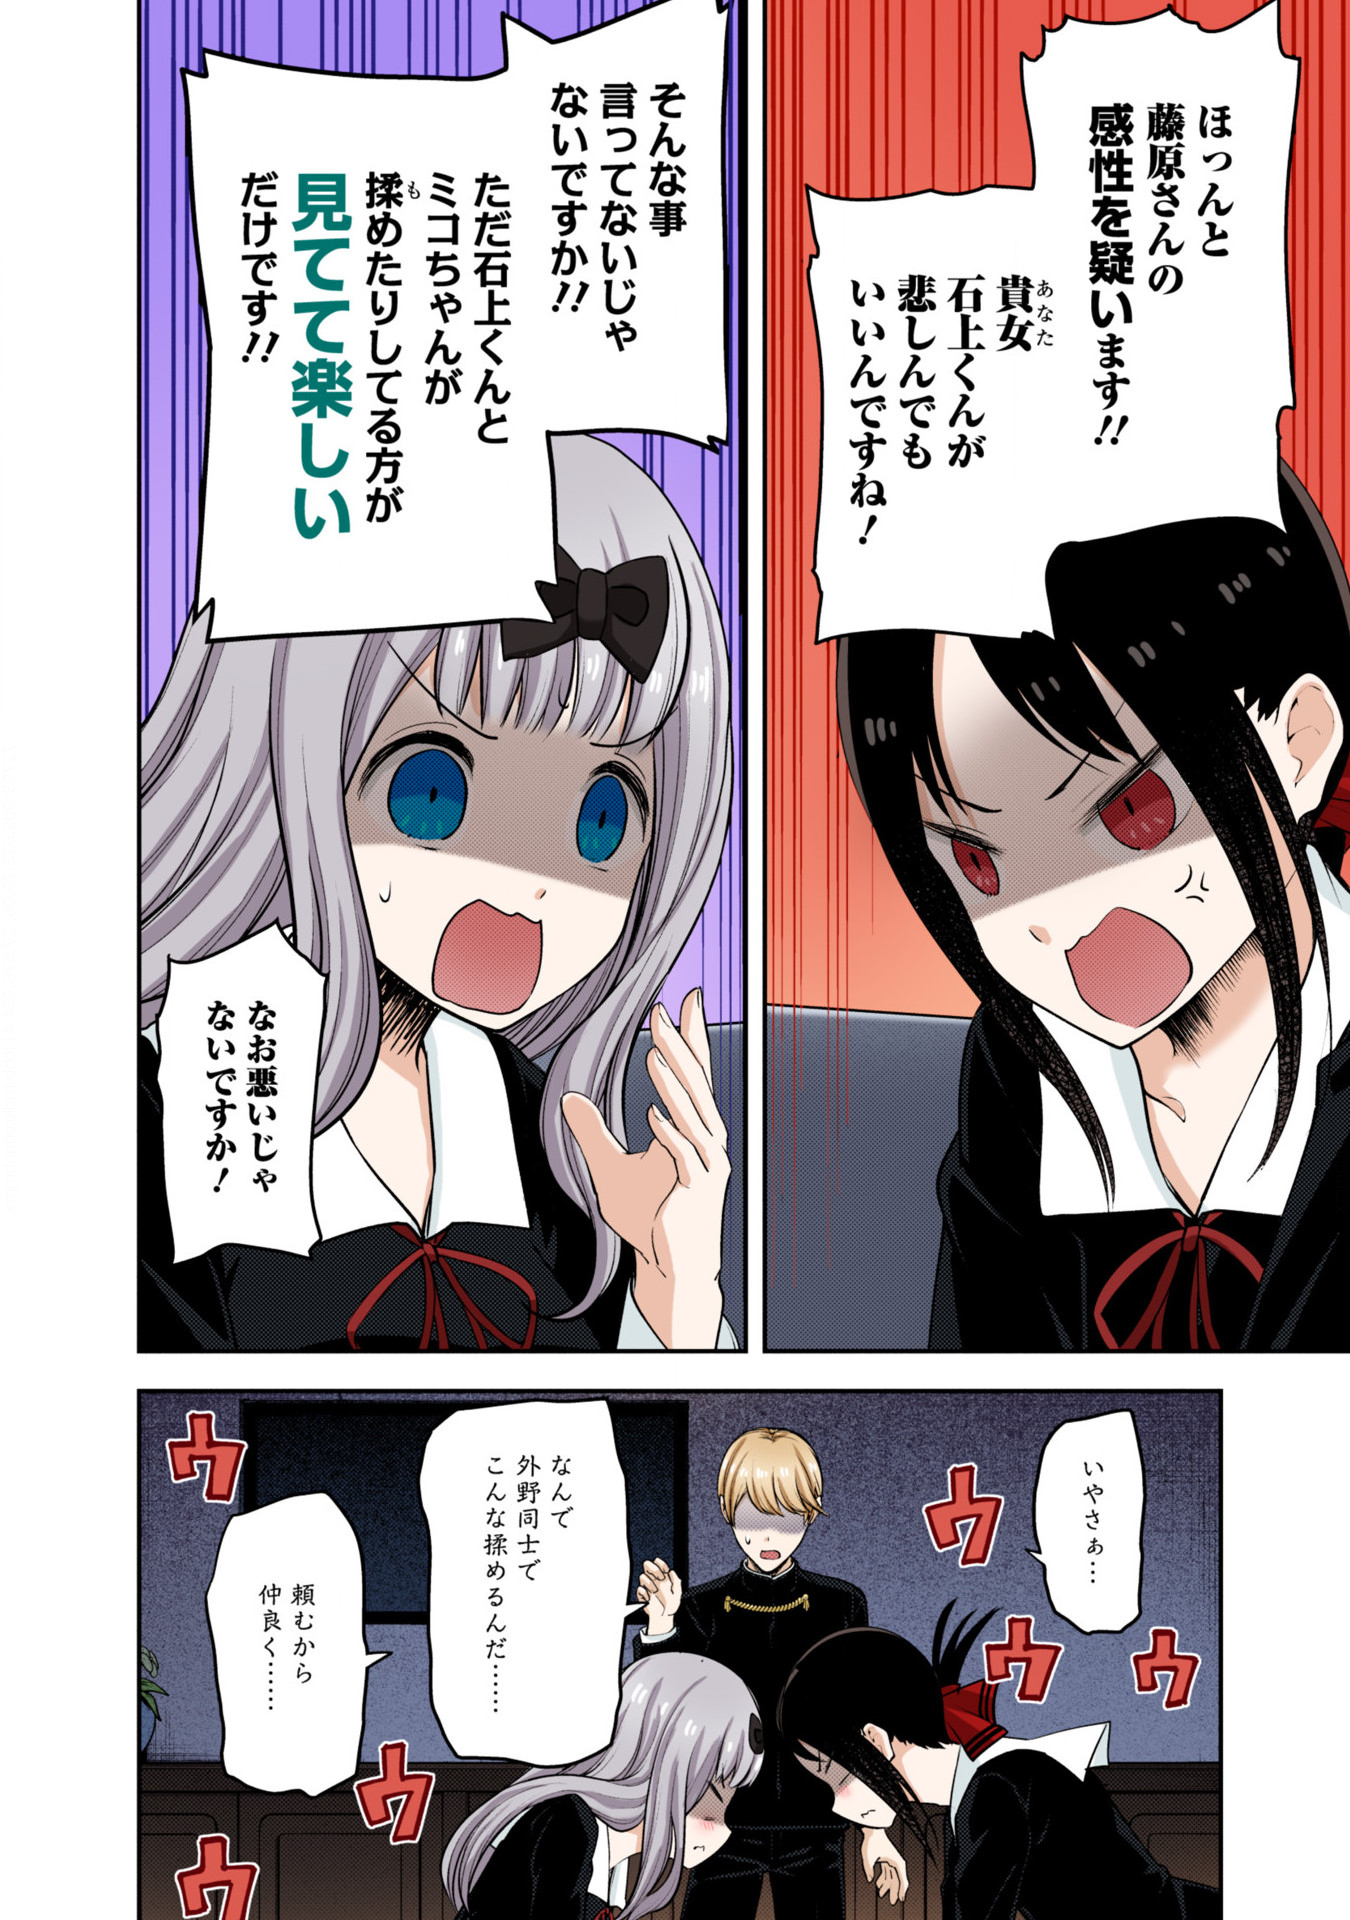 ほっんと
藤原さんの
感性を疑います!!
貴女
あなた
石上くんが
悲しんでも
いいんですね!
そんな事
言ってないじゃ
ないですか!!
ただ石上くんと
ミコちゃんが
揉めたりしてる方が
も
見てて楽しい
だけです!!
なお悪いじゃ
ないですか!
いやさぁ…
なんで
外野同士で
こんな揉めるんだ……
頼むから
仲良く……
ウ
ウ
ウ
ウ
ウ
ウ